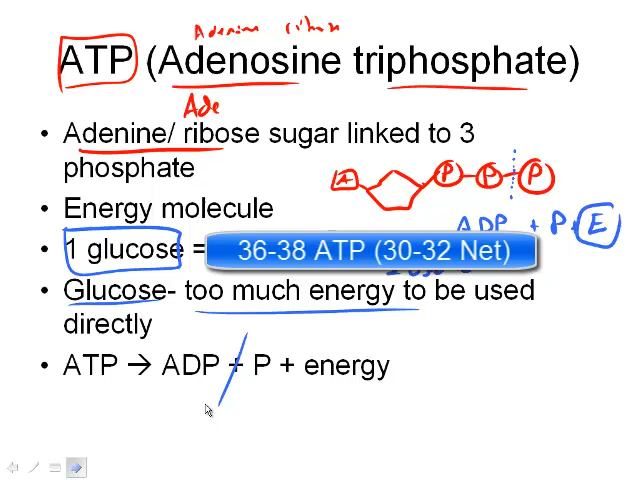 Adenine ribose
ATP (Adenosine triphosphate)
Ade
• Adenine/ ribose sugar linked to 3
phosphate
A P P P
• Energy molecule
ADP + P + E
• 1 glucose =
36-38 ATP (30-32 Net)
• Glucose- too much energy to be used
directly
• ATP → ADP + P + energy